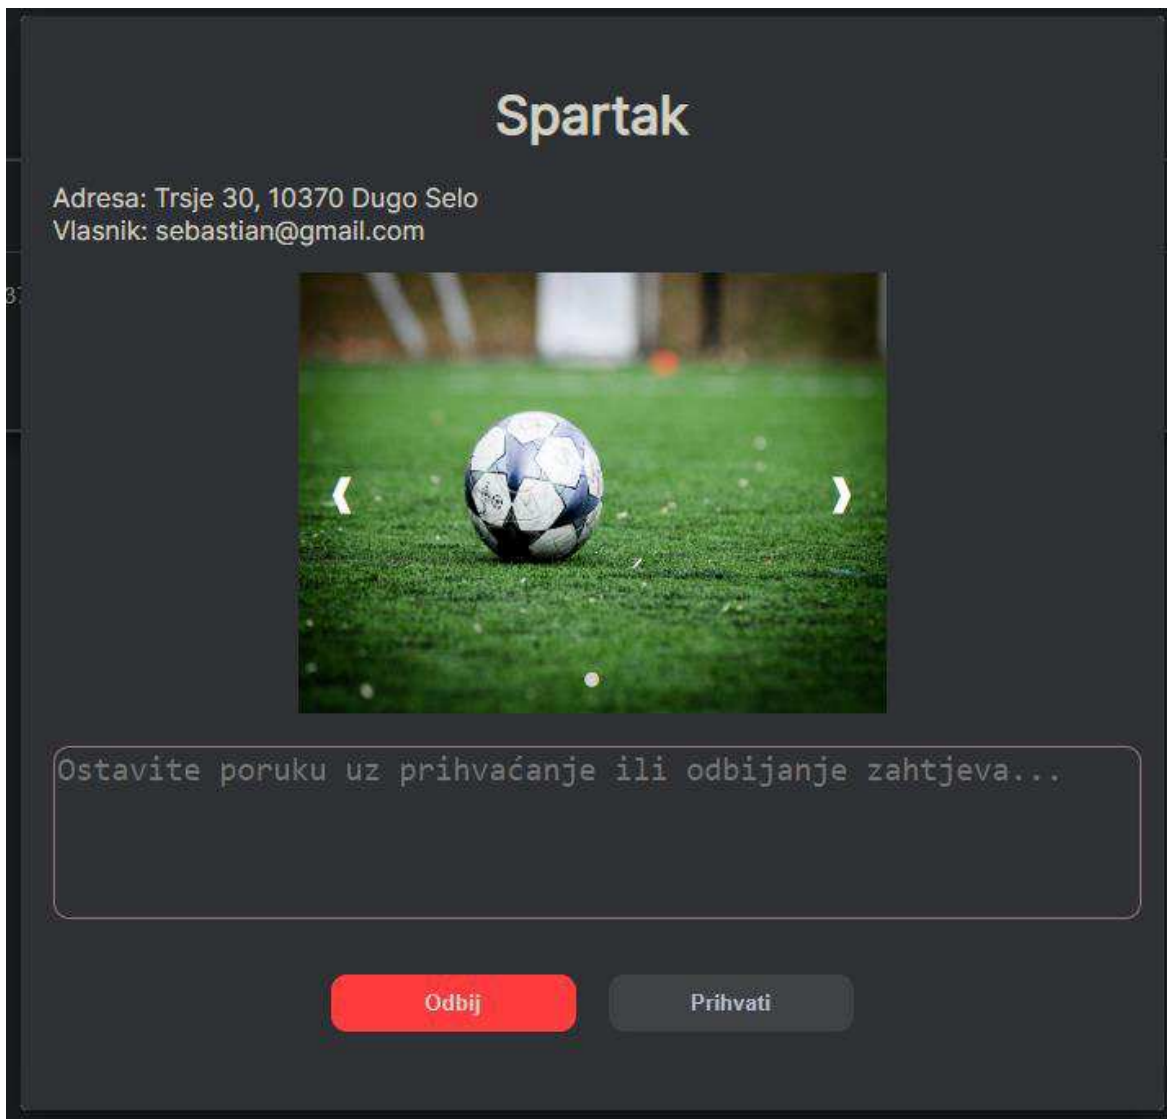 Spartak
Adresa: Trsje 30, 10370 Dugo Selo
Vlasnik: sebastian@gmail.com
Ostavite poruku uz prihvaćanje ili odbijanje zahtjeva...
Odbij
Prihvati